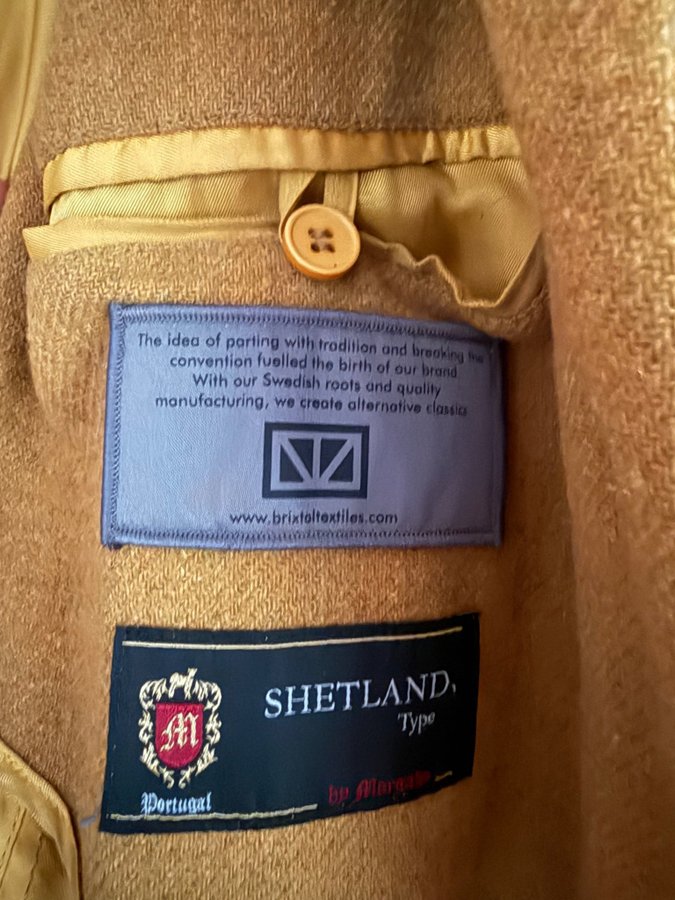 The idea of parting with tradition and breaking the
convention fuelled the birth of our brand
With our Swedish roots and quality
manufacturing, we create alternative classics
www.brixtoltextiles.com
SHETLAND,
Type
M
Portugal
by